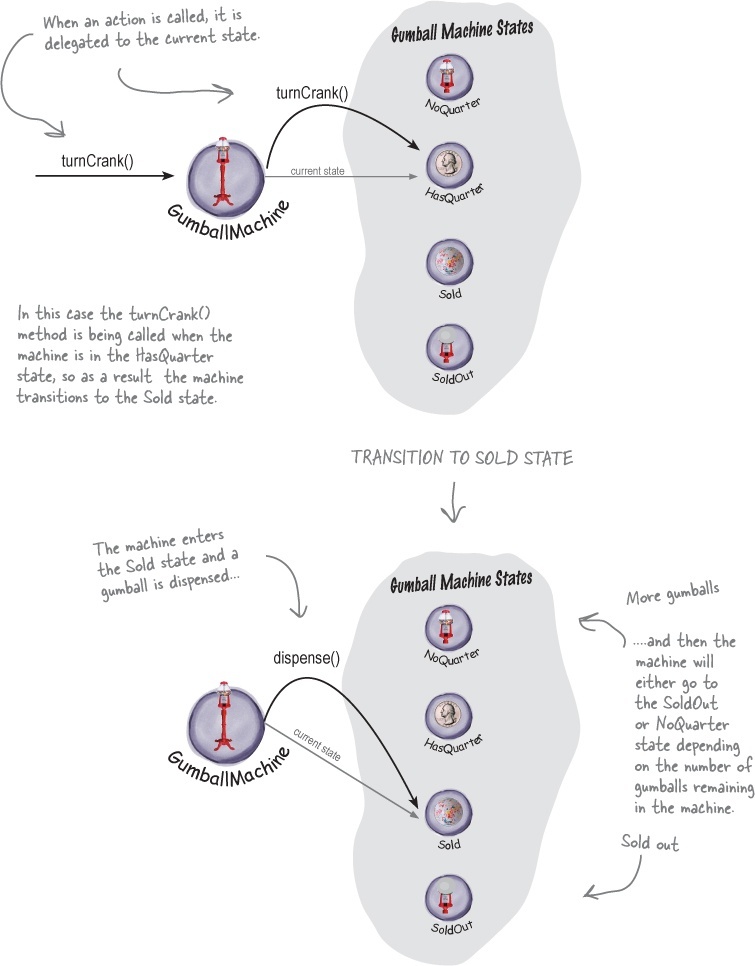 When an action is called, it is
delegated to the current state.
Gumball Machine States
NoQuarter
turnCrank()
turnCrank()
current state
HasQuarter
GumballMachine
Sold
In this case the turnCrank()
method is being called when the
machine is in the HasQuarter
state, so as a result the machine
transitions to the Sold state.
SoldOut
TRANSITION TO SOLD STATE
The machine enters
the Sold state and a
gumball is dispensed...
Gumball Machine States
More gumballs
NoQuarter
....and then the
machine will
either go to
the SoldOut
or NoQuarter
state depending
on the number of
gumballs remaining
in the machine.
dispense()
current state
HasQuarter
GumballMachine
Sold
Sold out
SoldOut